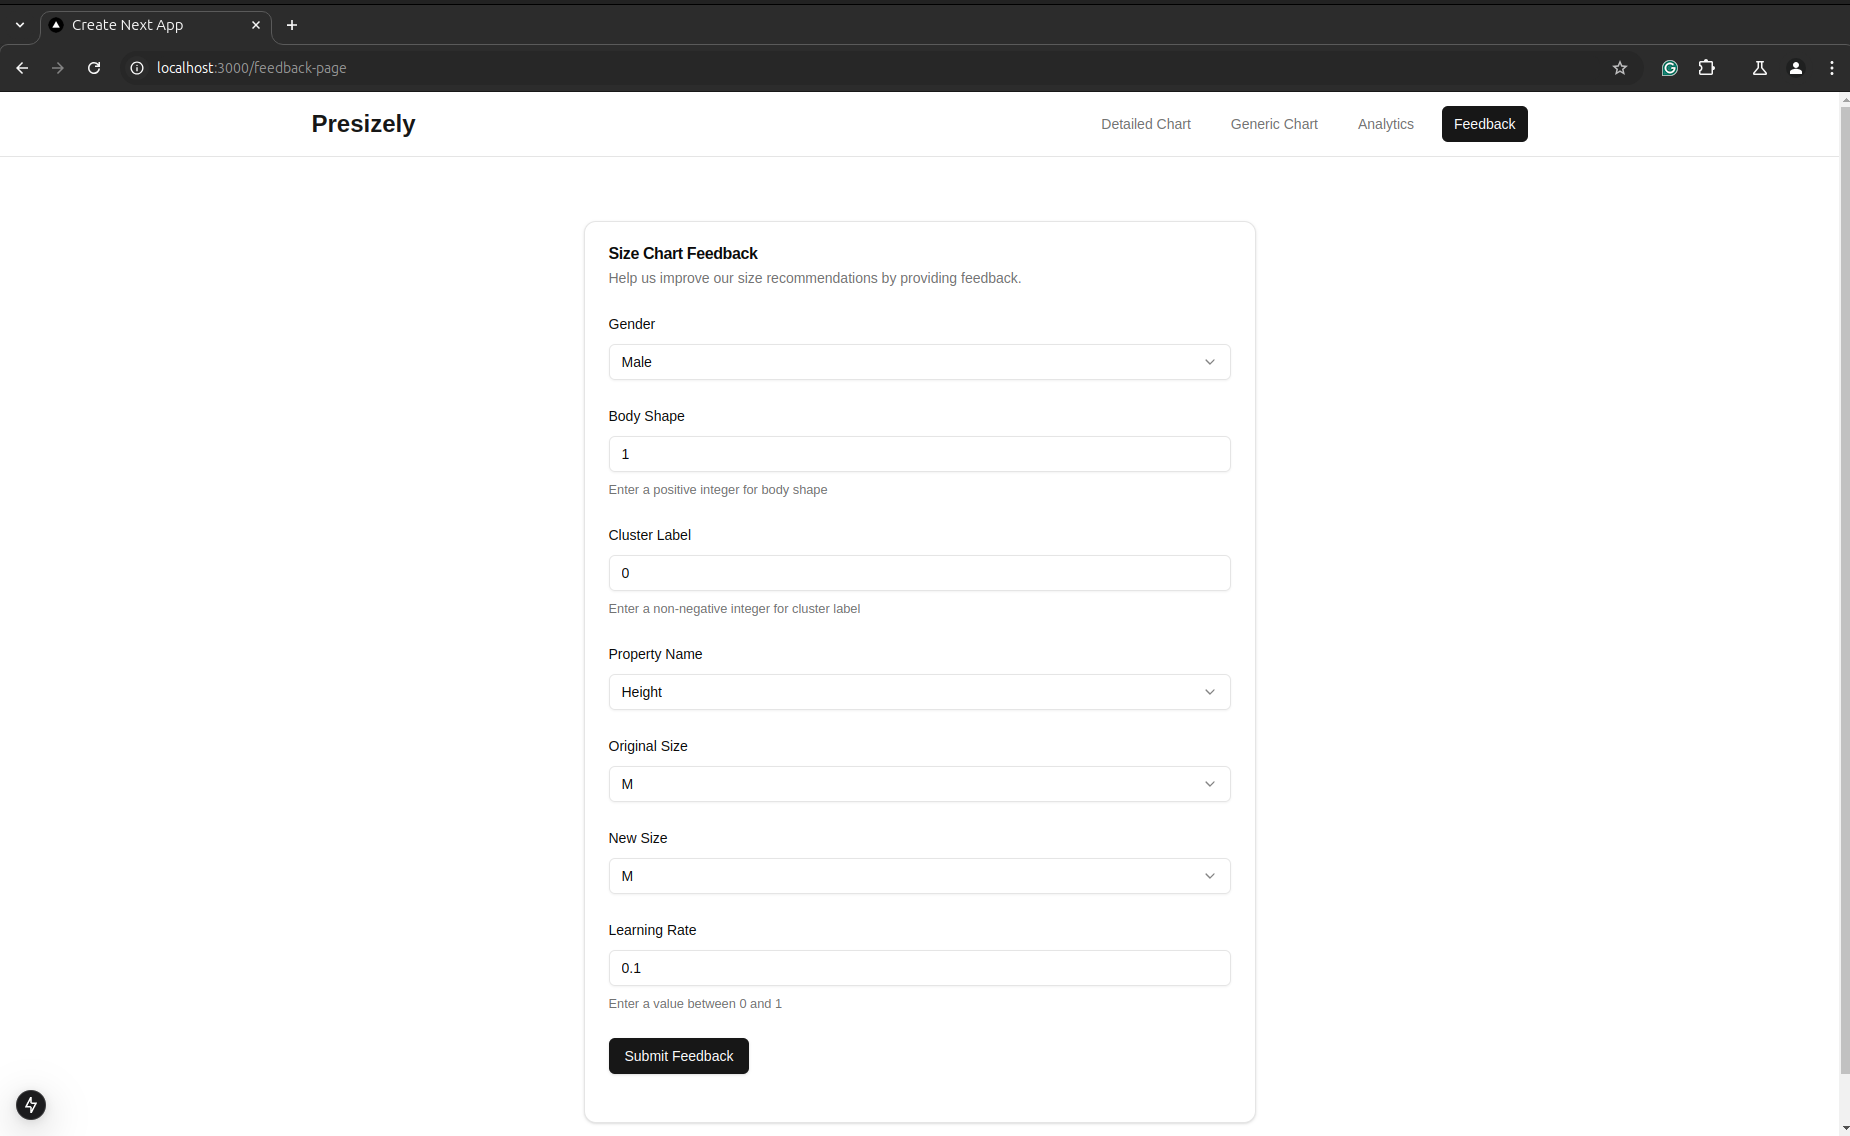 Create Next App
localhost:3000/feedback-page
Presizely
Detailed Chart
Generic Chart
Analytics
Feedback
Size Chart Feedback
Help us improve our size recommendations by providing feedback.
Gender
Male
Body Shape
1
Enter a positive integer for body shape
Cluster Label
0
Enter a non-negative integer for cluster label
Property Name
Height
Original Size
M
New Size
M
Learning Rate
0.1
Enter a value between 0 and 1
Submit Feedback